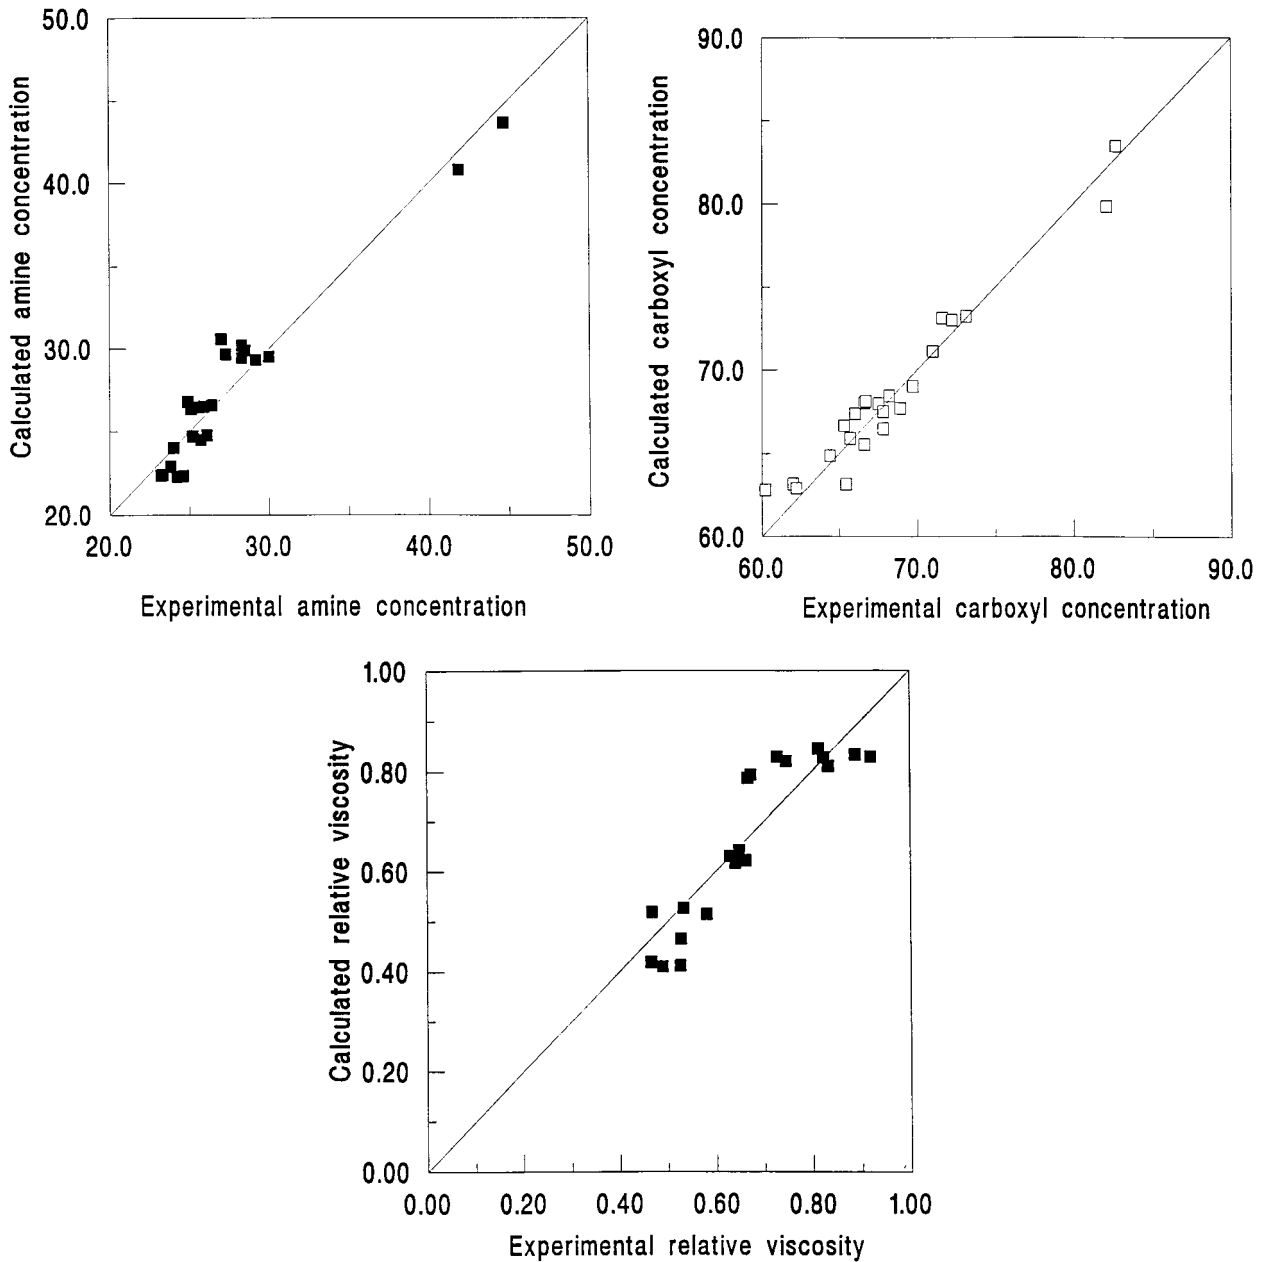 50.0
40.0
30.0
20.0
Calculated amine concentration
20.0 30.0 40.0 50.0
Experimental amine concentration
90.0
80.0
70.0
60.0
Calculated carboxyl concentration
60.0 70.0 80.0 90.0
Experimental carboxyl concentration
1.00
0.80
0.60
0.40
0.20
0.00
Calculated relative viscosity
0.00 0.20 0.40 0.60 0.80 1.00
Experimental relative viscosity